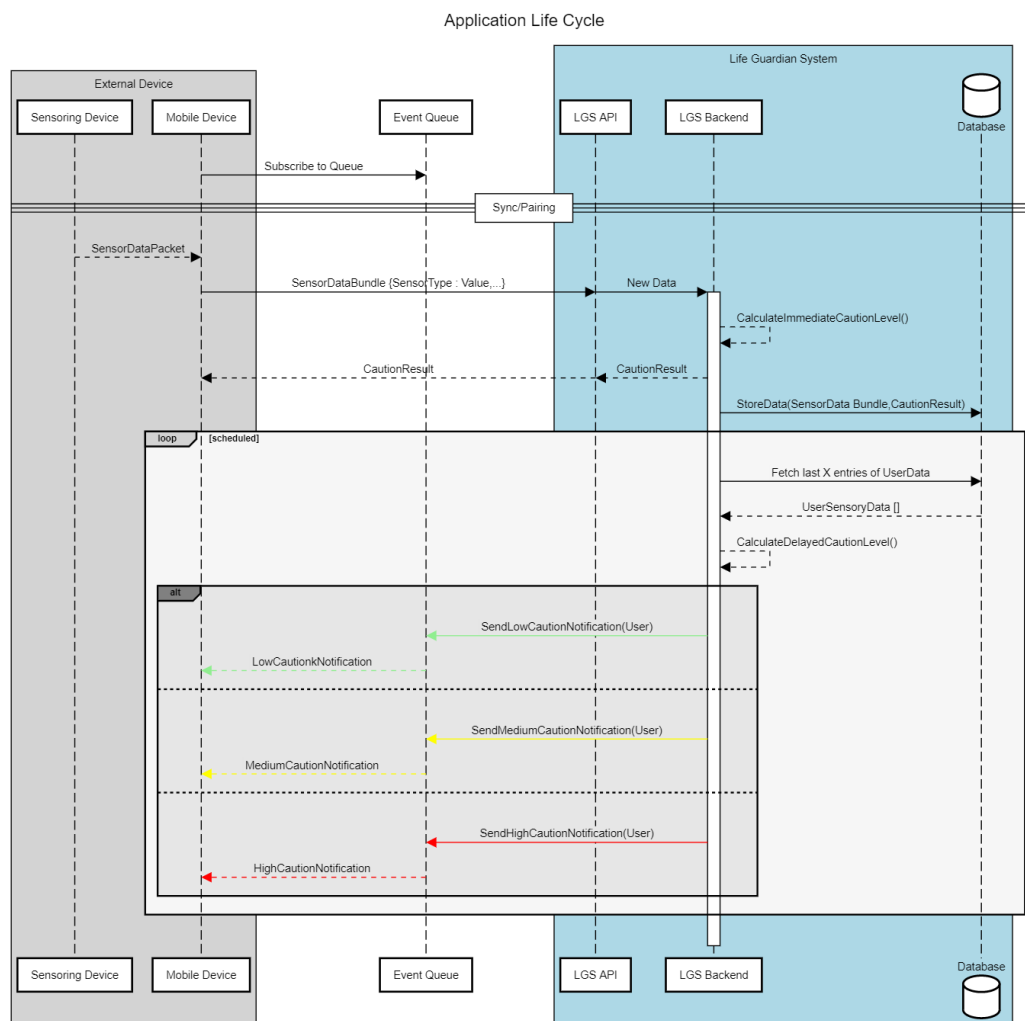 Application Life Cycle
Life Guardian System
External Device
Sensoring Device
Mobile Device
Event Queue
LGS API
LGS Backend
Database
Subscribe to Queue
Sync/Pairing
SensorDataPacket
SensorDataBundle {SensorType : Value,...}
New Data
CalculateImmediateCautionLevel()
CautionResult
CautionResult
StoreData(SensorData Bundle,CautionResult)
loop
[scheduled]
Fetch last X entries of UserData
UserSensoryData []
CalculateDelayedCautionLevel()
alt
SendLowCautionNotification(User)
LowCautionkNotification
SendMediumCautionNotification(User)
MediumCautionNotification
SendHighCautionNotification(User)
HighCautionNotification
Sensoring Device
Mobile Device
Event Queue
LGS API
LGS Backend
Database